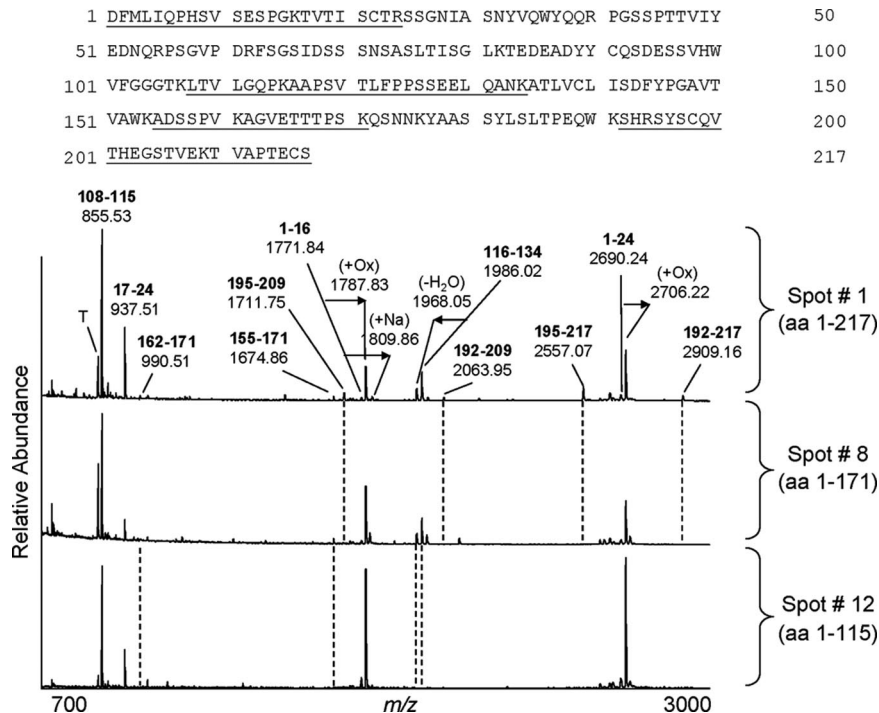 1 DFMLIQPHSV SESPGKTVTI SCTRSSGNIA SNYVQWYQQR PGSSPTTVIY 50
51 EDNQRPSGVP DRFSGSIDSS SNSASLTISG LKTEDEADYY CQSDESSVHW 100
101 VFGGGTKLTV LGQPKAAPSV TLFPPSSEEL QANKATLVCL ISDFYPGAVT 150
151 VAWKADSSPV KAGVETTTPS KQSNNKYAAS SYLSLTPEQW KSHRSYSCQV 200
201 THEGSTVEKT VAPTECS 217
108-115
855.53
T
17-24
937.51
162-171
990.51
195-209
1711.75
155-171
1674.86
1-16
1771.84
(+Ox)
1787.83
(+Na)
1809.86
(-H2O)
1968.05
116-134
1986.02
192-209
2063.95
195-217
2557.07
1-24
2690.24
(+Ox)
2706.22
192-217
2909.16
Spot # 1
(aa 1-217)
Spot # 8
(aa 1-171)
Spot # 12
(aa 1-115)
Relative Abundance
700 m/z 3000